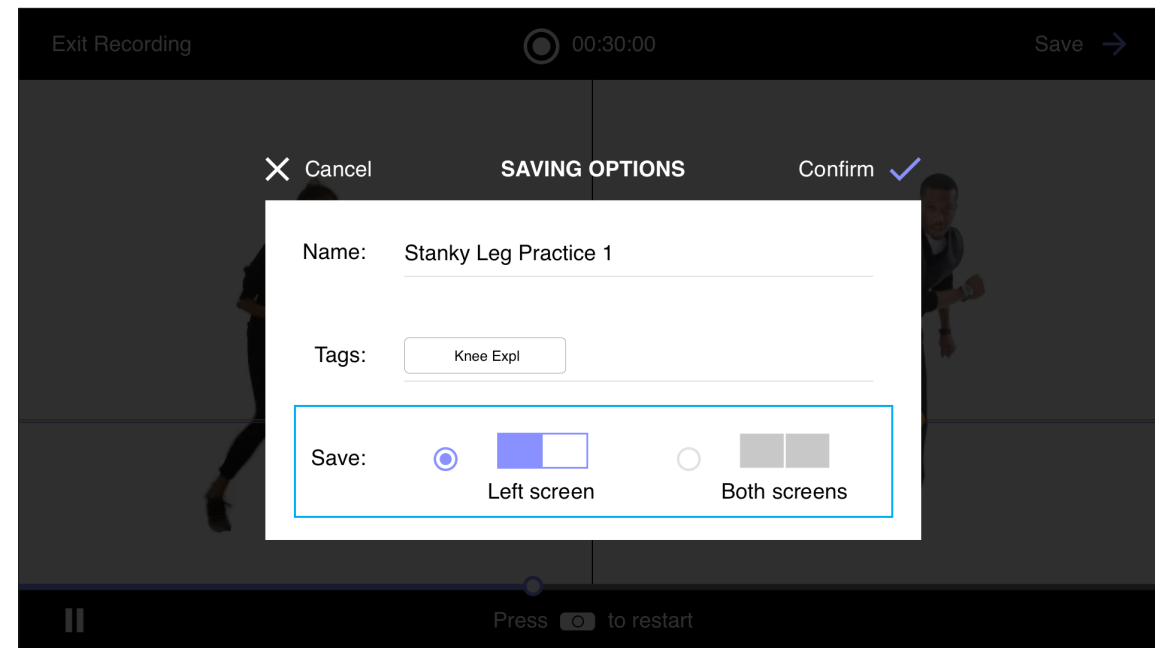 Exit Recording 00:30:00 Save
Cancel SAVING OPTIONS Confirm
Name: Stanky Leg Practice 1
Tags: Knee Expl
Save:
Left screen Both screens
Press to restart